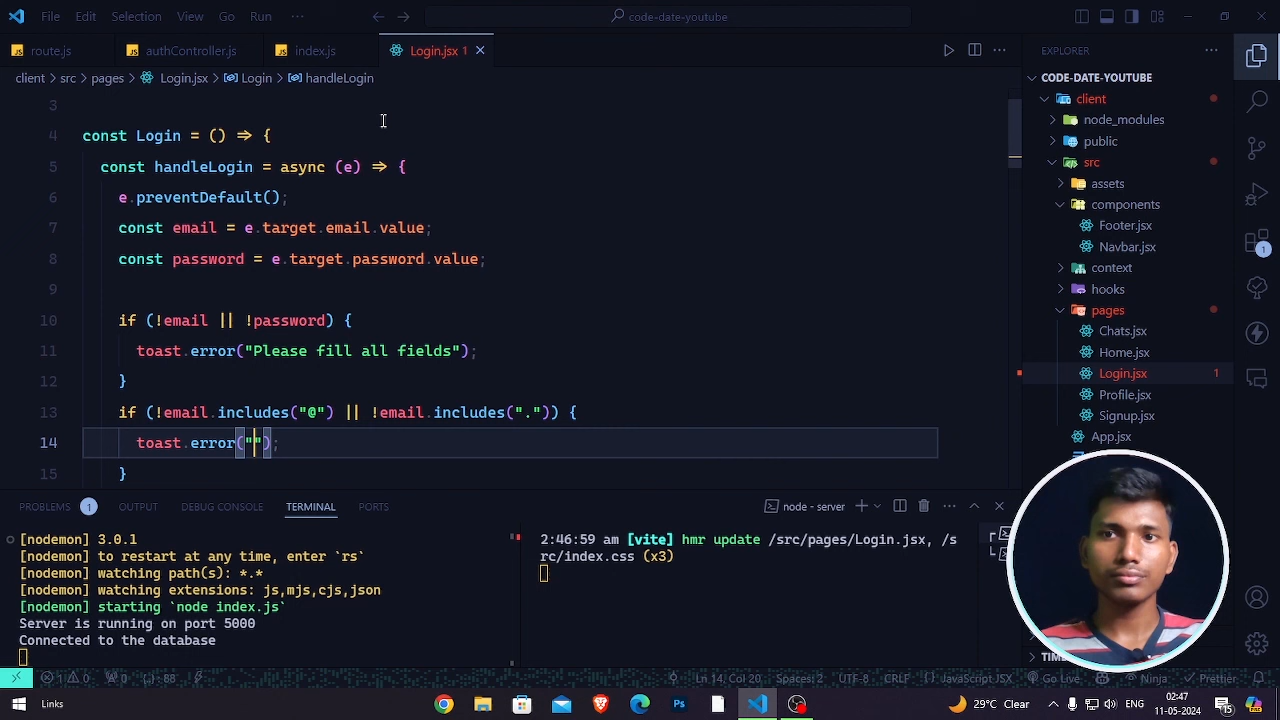 File Edit Selection View Go Run ···
code-date-youtube
route.js authController.js index.js Login.jsx 1
client > src > pages > Login.jsx > Login > handleLogin
3
4 const Login = () => {
5 const handleLogin = async (e) => {
6 e.preventDefault();
7 const email = e.target.email.value;
8 const password = e.target.password.value;
9
10 if (!email || !password) {
11 toast.error("Please fill all fields");
12 }
13 if (!email.includes("@") || !email.includes(".")) {
14 toast.error("");
15 }
EXPLORER
CODE-DATE-YOUTUBE
client
node_modules
public
src
assets
components
Footer.jsx
Navbar.jsx
context
hooks
pages
Chats.jsx
Home.jsx
Login.jsx 1
Profile.jsx
Signup.jsx
App.jsx
1
PROBLEMS 1 OUTPUT DEBUG CONSOLE TERMINAL PORTS
node - server
[nodemon] 3.0.1
[nodemon] to restart at any time, enter `rs`
[nodemon] watching path(s): *.*
[nodemon] watching extensions: js,mjs,cjs,json
[nodemon] starting `node index.js`
Server is running on port 5000
Connected to the database
2:46:59 am [vite] hmr update /src/pages/Login.jsx, /s
rc/index.css (x3)
1 0 0 88 Ln 14, Col 20 Spaces: 2 UTF-8 CRLF {} JavaScript JSX Go Live Ninja Prettier
Links
29°C Clear
02:47
11-05-2024